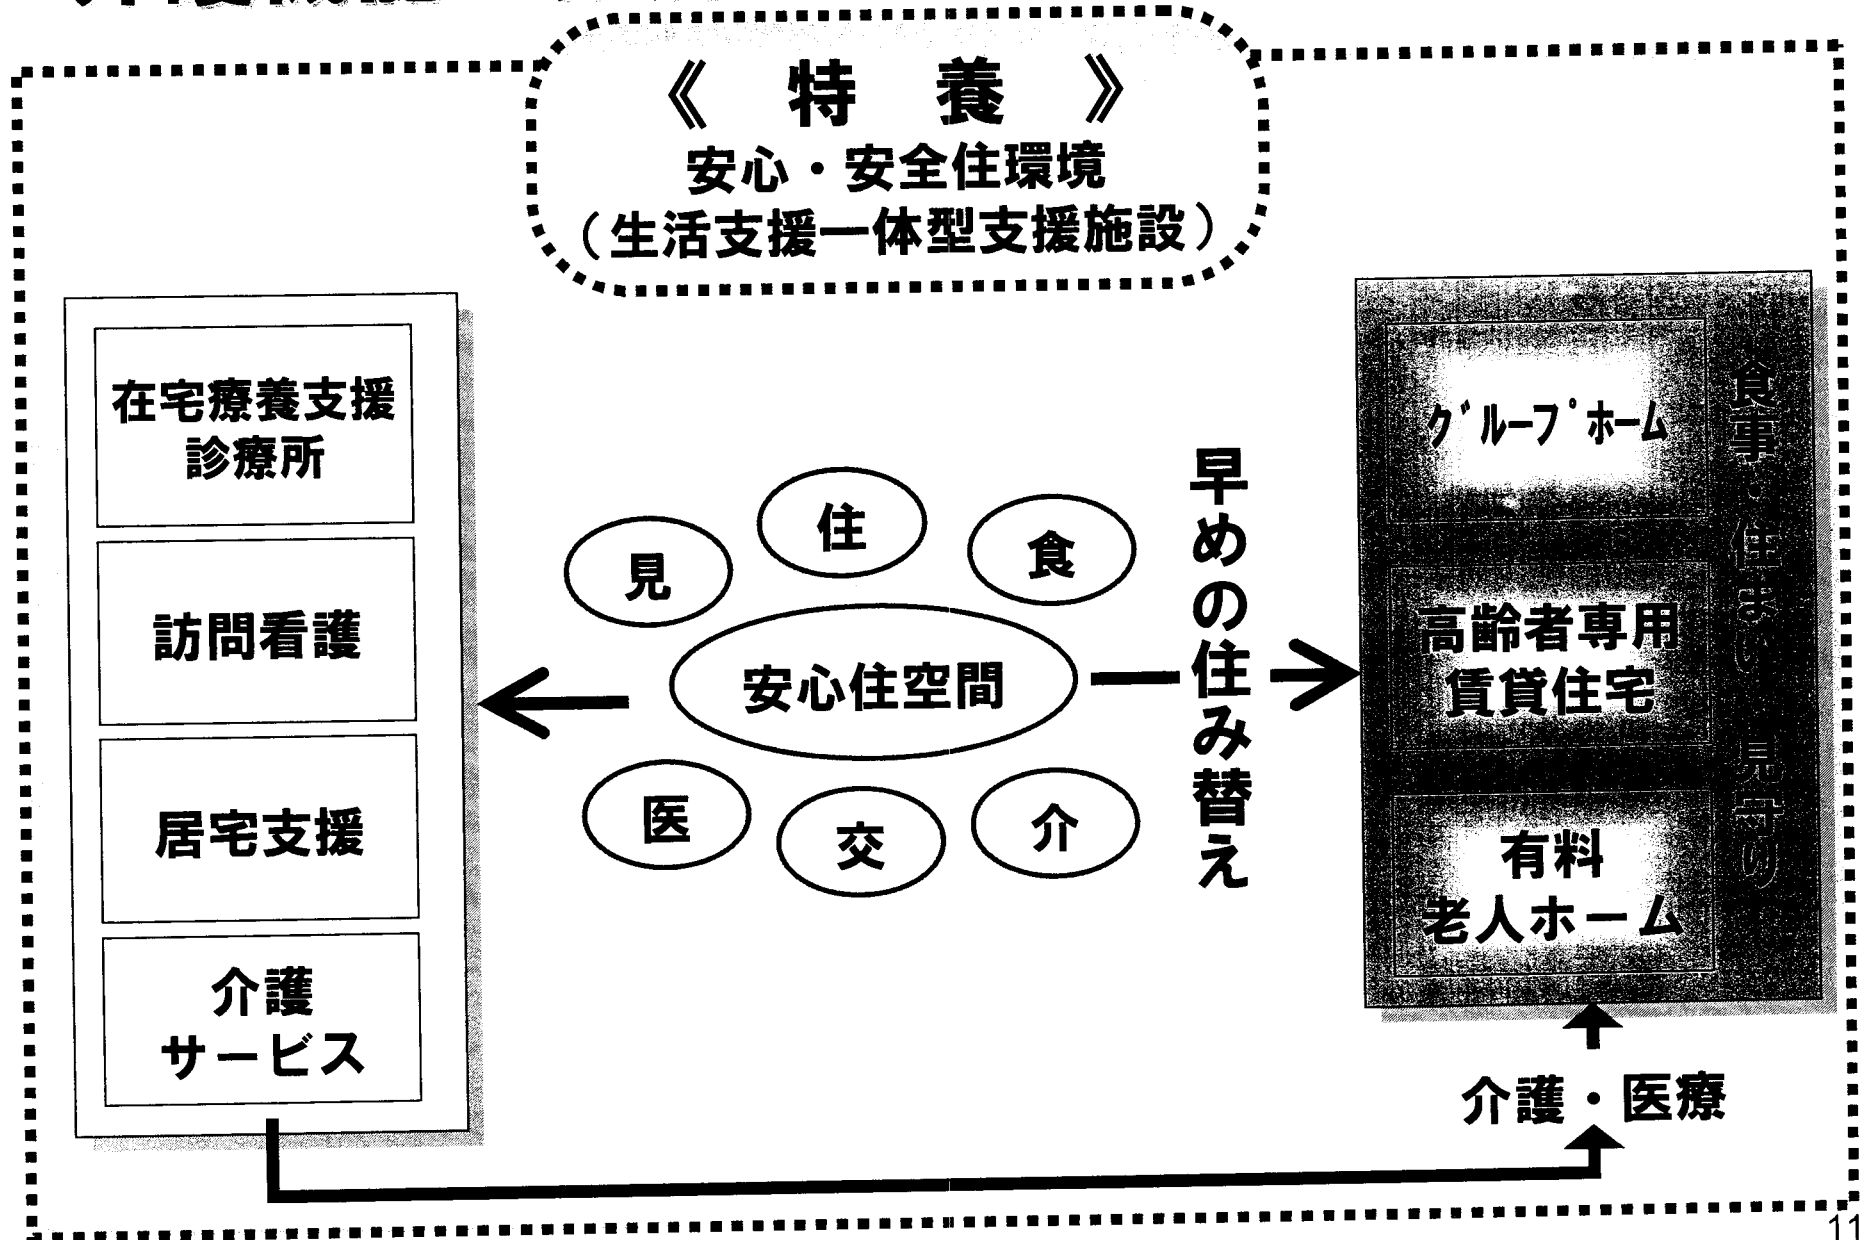 《 特 養 》
安心・安全住環境
（生活支援一体型支援施設）
在宅療養支援
診療所
訪問看護
居宅支援
介護
サービス
見
住
食
安心住空間
医
交
介
早めの住み替え
グループホーム
高齢者専用
賃貸住宅
有料
老人ホーム
食事・住まい・見守り
介護・医療
11